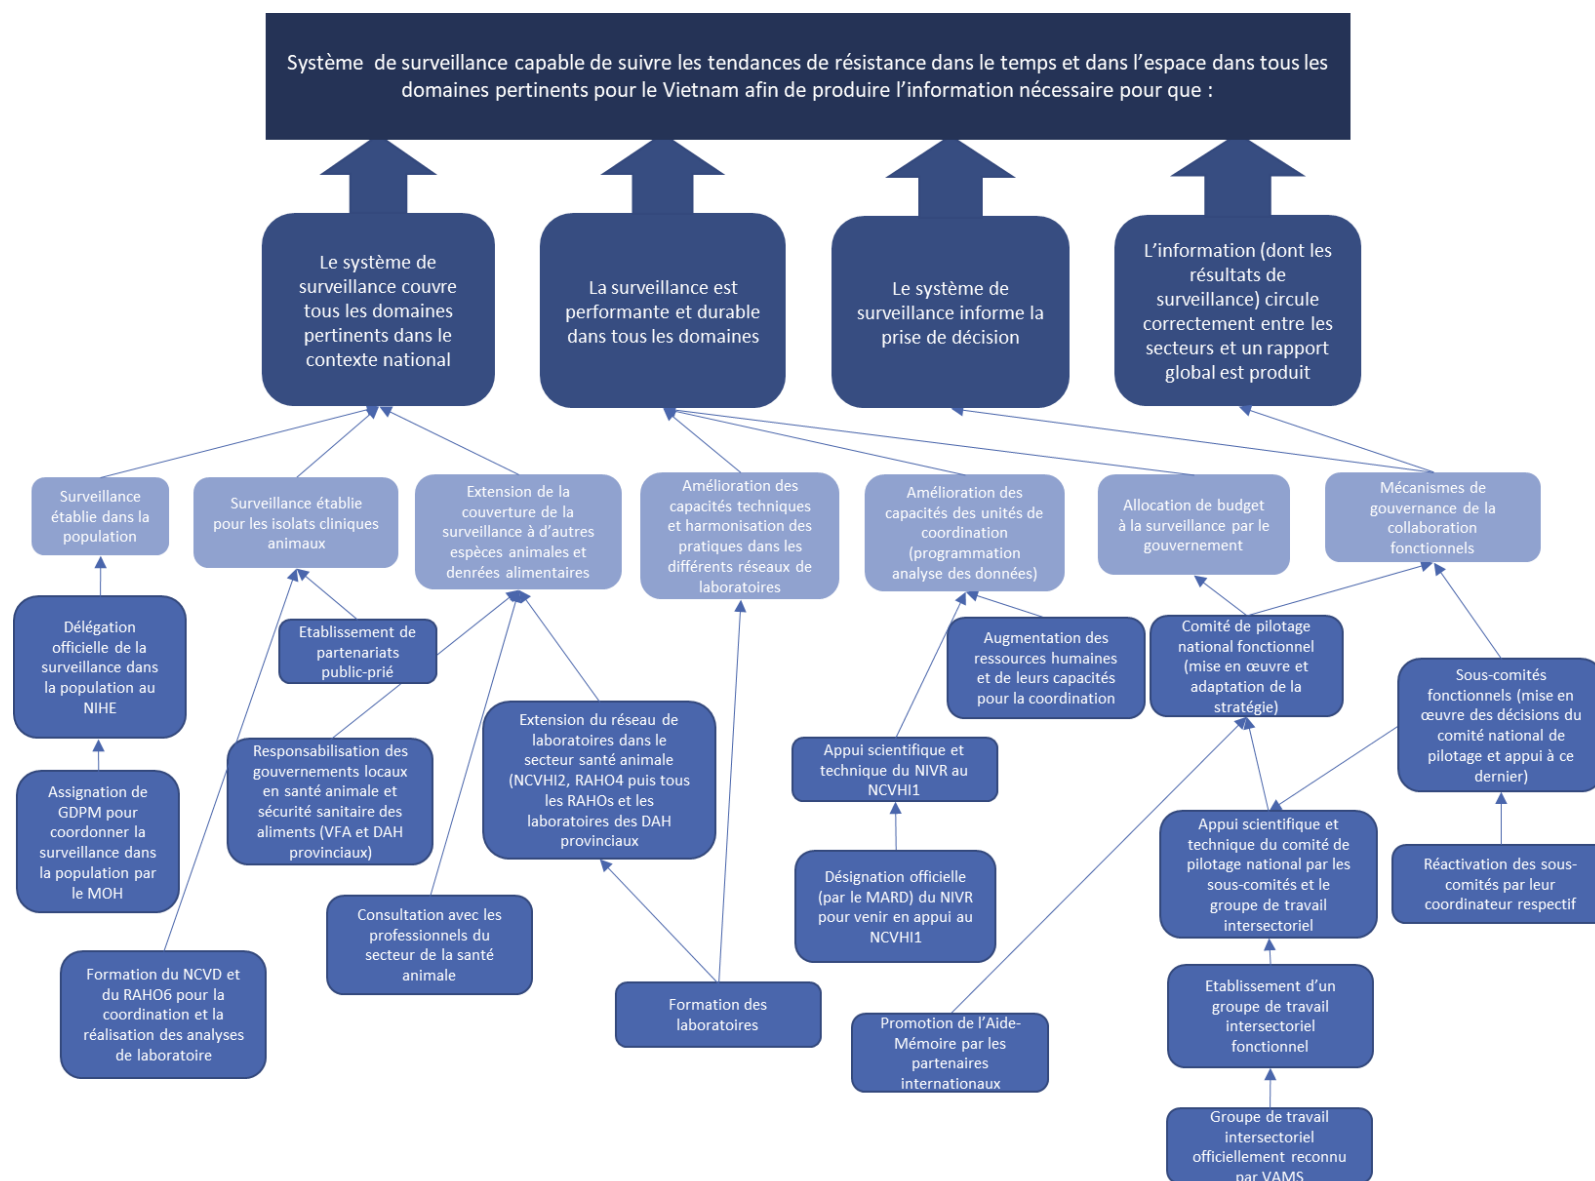 Système de surveillance capable de suivre les tendances de résistance dans le temps et dans l’espace dans tous les
domaines pertinents pour le Vietnam afin de produire l’information nécessaire pour que :
Le système de
surveillance couvre
tous les domaines
pertinents dans le
contexte national
La surveillance est
performante et durable
dans tous les domaines
Le système de
surveillance informe la
prise de décision
L’information (dont les
résultats de
surveillance) circule
correctement entre les
secteurs et un rapport
global est produit
Surveillance
établie dans la
population
Surveillance établie
pour les isolats cliniques
animaux
Extension de la
couverture de la
surveillance à d’autres
espèces animales et
denrées alimentaires
Amélioration des
capacités techniques
et harmonisation des
pratiques dans les
différents réseaux de
laboratoires
Amélioration des
capacités des unités de
coordination
(programmation
analyse des données)
Allocation de budget
à la surveillance par le
gouvernement
Mécanismes de
gouvernance de la
collaboration
fonctionnels
Délégation
officielle de la
surveillance dans
la population au
NIHE
Etablissement de
partenariats
public-prié
Augmentation des
ressources humaines
et de leurs capacités
pour la coordination
Comité de pilotage
national fonctionnel
(mise en œuvre et
adaptation de la
stratégie)
Sous-comités
fonctionnels (mise en
œuvre des décisions du
comité national de
pilotage et appui à ce
dernier)
Assignation de
GDPM pour
coordonner la
surveillance dans
la population par
le MOH
Responsabilisation des
gouvernements locaux
en santé animale et
sécurité sanitaire des
aliments (VFA et DAH
provinciaux)
Extension du réseau de
laboratoires dans le
secteur santé animale
(NCVHI2, RAHO4 puis tous
les RAHOs et les
laboratoires des DAH
provinciaux
Appui scientifique et
technique du NIVR au
NCVHI1
Appui scientifique et
technique du comité de
pilotage national par les
sous-comités et le
groupe de travail
intersectoriel
Réactivation des sous-
comités par leur
coordinateur respectif
Consultation avec les
professionnels du
secteur de la santé
animale
Désignation officielle
(par le MARD) du NIVR
pour venir en appui au
NCVHI1
Formation du NCVD et
du RAHO6 pour la
coordination et la
réalisation des analyses
de laboratoire
Formation des
laboratoires
Promotion de l’Aide-
Mémoire par les
partenaires
internationaux
Etablissement d’un
groupe de travail
intersectoriel
fonctionnel
Groupe de travail
intersectoriel
officiellement reconnu
par VAMS